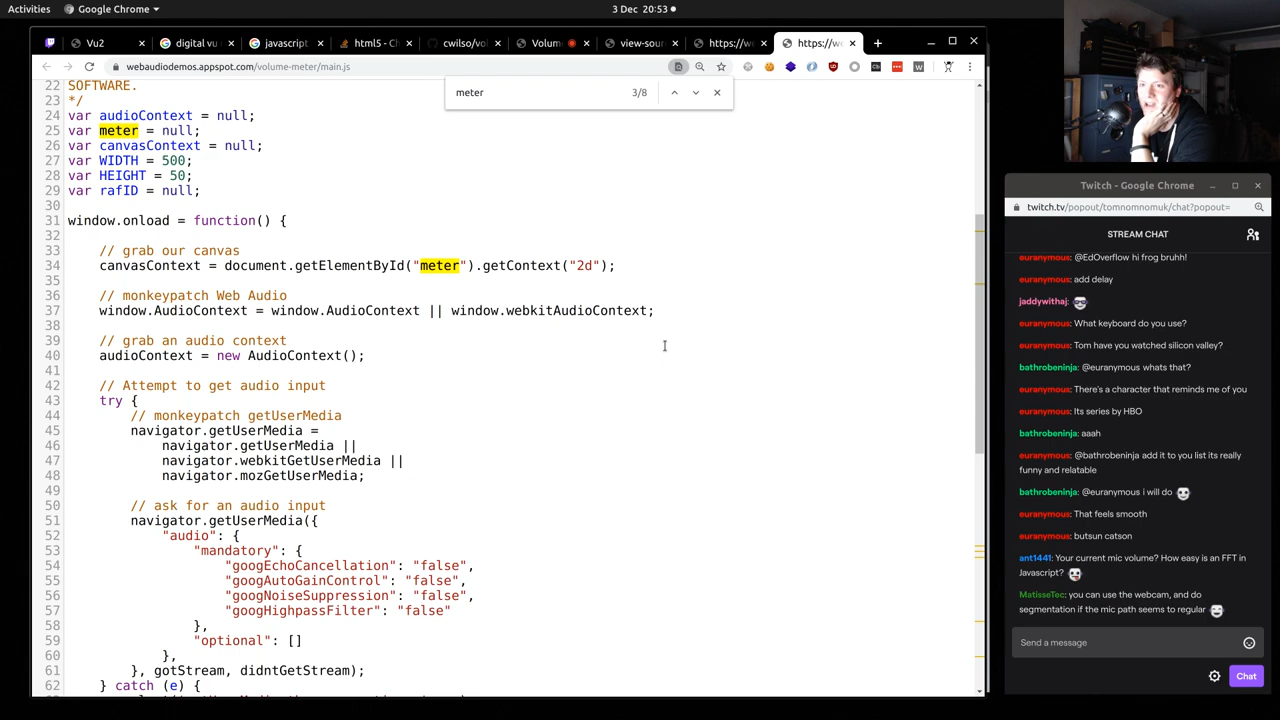 Activities
Google Chrome
3 Dec 20:53
Vu2
digital vu
javascript
html5 - Ch
cwilso/vol
Volum
view-sour
https://we
https://we
webaudiodemos.appspot.com/volume-meter/main.js
meter
3/8
22 SOFTWARE.
23 */
24 var audioContext = null;
25 var meter = null;
26 var canvasContext = null;
27 var WIDTH = 500;
28 var HEIGHT = 50;
29 var rafID = null;
30
31 window.onload = function() {
32
33 // grab our canvas
34 canvasContext = document.getElementById("meter").getContext("2d");
35
36 // monkeypatch Web Audio
37 window.AudioContext = window.AudioContext || window.webkitAudioContext;
38
39 // grab an audio context
40 audioContext = new AudioContext();
41
42 // Attempt to get audio input
43 try {
44 // monkeypatch getUserMedia
45 navigator.getUserMedia =
46 navigator.getUserMedia ||
47 navigator.webkitGetUserMedia ||
48 navigator.mozGetUserMedia;
49
50 // ask for an audio input
51 navigator.getUserMedia({
52 "audio": {
53 "mandatory": {
54 "googEchoCancellation": "false",
55 "googAutoGainControl": "false",
56 "googNoiseSuppression": "false",
57 "googHighpassFilter": "false"
58 },
59 "optional": []
60 },
61 }, gotStream, didntGetStream);
62 } catch (e) {
Twitch - Google Chrome
twitch.tv/popout/tomnomnomuk/chat?popout=
STREAM CHAT
euranymous: @EdOverflow hi frog bruhh!
euranymous: add delay
jaddywithaj:
euranymous: What keyboard do you use?
euranymous: Tom have you watched silicon valley?
bathrobeninja: @euranymous whats that?
euranymous: There's a character that reminds me of you
euranymous: Its series by HBO
bathrobeninja: aaah
euranymous: @bathrobeninja add it to you list its really
funny and relatable
bathrobeninja: @euranymous i will do
euranymous: That feels smooth
euranymous: butsun catson
ant1441: Your current mic volume? How easy is an FFT in
Javascript?
MatisseTec: you can use the webcam, and do
segmentation if the mic path seems to regular
Send a message
Chat